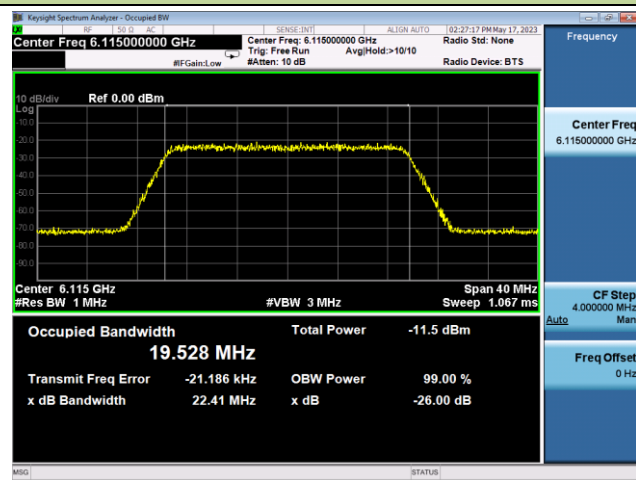 Keysight Spectrum Analyzer - Occupied BW
RF 50 Ω AC SENSE:INT ALIGN AUTO 02:27:17 PM May 17, 2023
Center Freq 6.115000000 GHz
Center Freq: 6.115000000 GHz Radio Std: None
Trig: Free Run Avg|Hold:>10/10
#IFGain:Low #Atten: 10 dB Radio Device: BTS
10 dB/div Ref 0.00 dBm
Log
-10.0
-20.0
-30.0
-40.0
-50.0
-60.0
-70.0
-80.0
-90.0
Center 6.115 GHz Span 40 MHz
#Res BW 1 MHz #VBW 3 MHz Sweep 1.067 ms
Occupied Bandwidth Total Power -11.5 dBm
19.528 MHz
Transmit Freq Error -21.186 kHz OBW Power 99.00 %
x dB Bandwidth 22.41 MHz x dB -26.00 dB
MSG STATUS
Frequency
Center Freq
6.115000000 GHz
CF Step
4.000000 MHz
Auto Man
Freq Offset
0 Hz